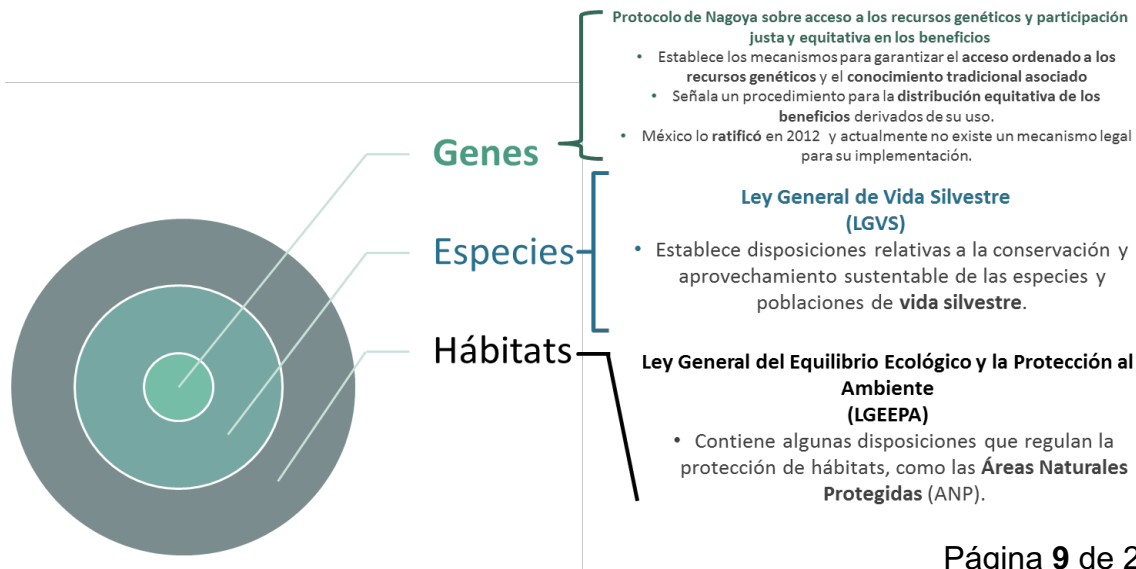 Protocolo de Nagoya sobre acceso a los recursos genéticos y participación
justa y equitativa en los beneficios
• Establece los mecanismos para garantizar el acceso ordenado a los
recursos genéticos y el conocimiento tradicional asociado
• Señala un procedimiento para la distribución equitativa de los
beneficios derivados de su uso.
• México lo ratificó en 2012 y actualmente no existe un mecanismo legal
para su implementación.
Genes
Ley General de Vida Silvestre
(LGVS)
• Establece disposiciones relativas a la conservación y
aprovechamiento sustentable de las especies y
poblaciones de vida silvestre.
Especies
Hábitats
Ley General del Equilibrio Ecológico y la Protección al
Ambiente
(LGEEPA)
• Contiene algunas disposiciones que regulan la
protección de hábitats, como las Áreas Naturales
Protegidas (ANP).
Página 9 de 2